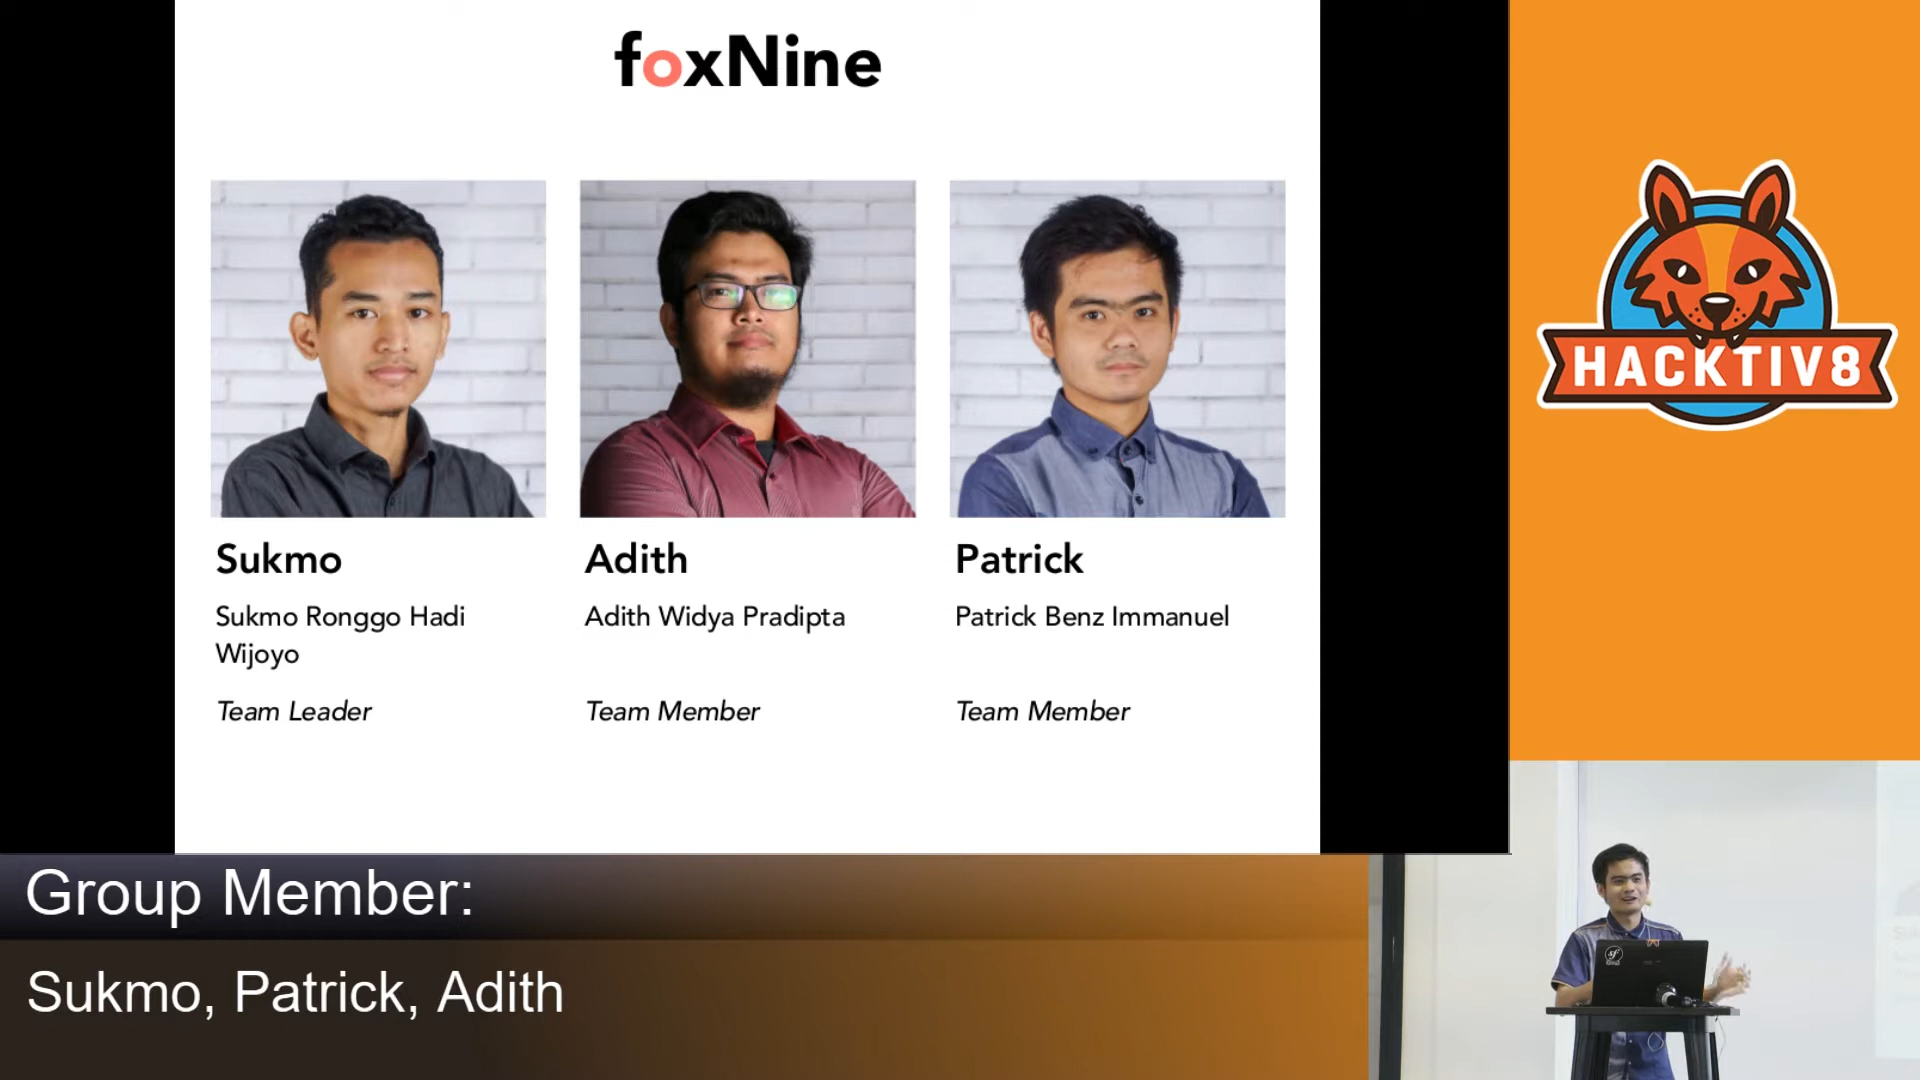 foxNine
Sukmo
Sukmo Ronggo Hadi
Wijoyo
Team Leader
Adith
Adith Widya Pradipta
Team Member
Patrick
Patrick Benz Immanuel
Team Member
HACKTIV8
Group Member:
Sukmo, Patrick, Adith